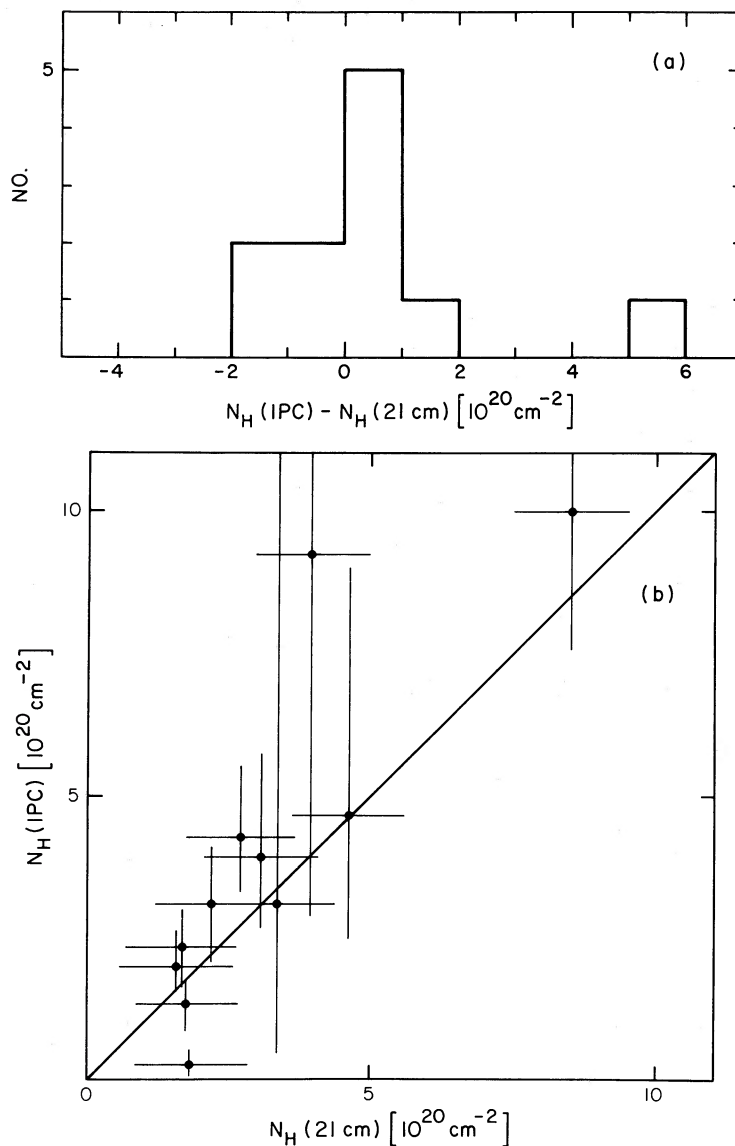 (a)
5
NO.
-4 -2 0 2 4 6
N_H (IPC) - N_H (21 cm) [10^20 cm^-2]
10
(b)
N_H (IPC) [10^20 cm^-2]
5
0 5 10
N_H (21 cm) [10^20 cm^-2]